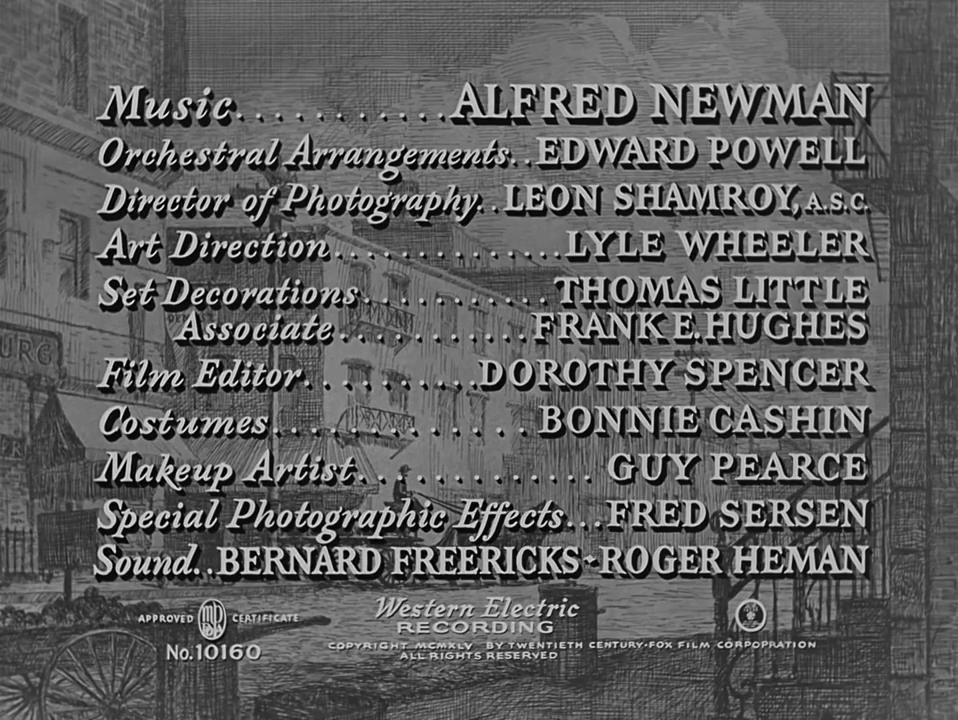 Music...........ALFRED NEWMAN
Orchestral Arrangements..EDWARD POWELL
Director of Photography..LEON SHAMROY, A.S.C.
Art Direction..............LYLE WHEELER
Set Decorations...........THOMAS LITTLE
Associate...........FRANK E. HUGHES
Film Editor..........DOROTHY SPENCER
Costumes.............BONNIE CASHIN
Makeup Artist............GUY PEARCE
Special Photographic Effects...FRED SERSEN
Sound..BERNARD FREERICKS-ROGER HEMAN
URG
APPROVED CERTIFICATE
No.10160
Western Electric
RECORDING
COPYRIGHT MCMXLV BY TWENTIETH CENTURY-FOX FILM CORPOPRATION
ALL RIGHTS RESERVED